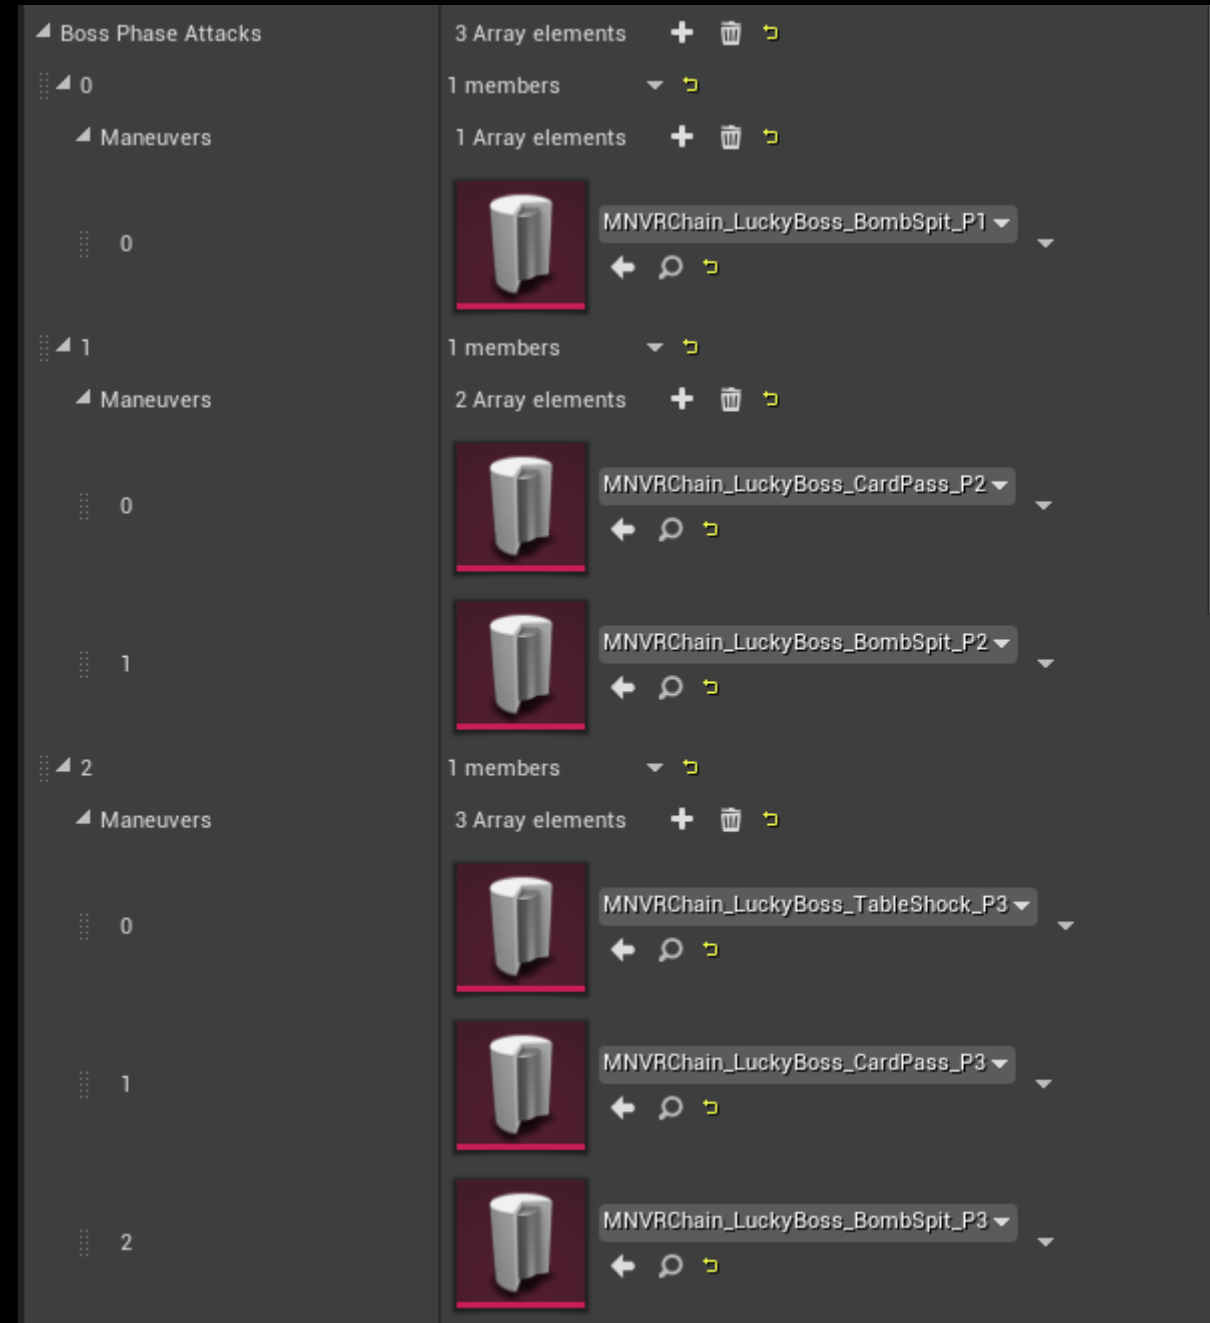 Boss Phase Attacks 3 Array elements
0 1 members
Maneuvers 1 Array elements
0 MNVRChain_LuckyBoss_BombSpit_P1
1 1 members
Maneuvers 2 Array elements
0 MNVRChain_LuckyBoss_CardPass_P2
1 MNVRChain_LuckyBoss_BombSpit_P2
2 1 members
Maneuvers 3 Array elements
0 MNVRChain_LuckyBoss_TableShock_P3
1 MNVRChain_LuckyBoss_CardPass_P3
2 MNVRChain_LuckyBoss_BombSpit_P3